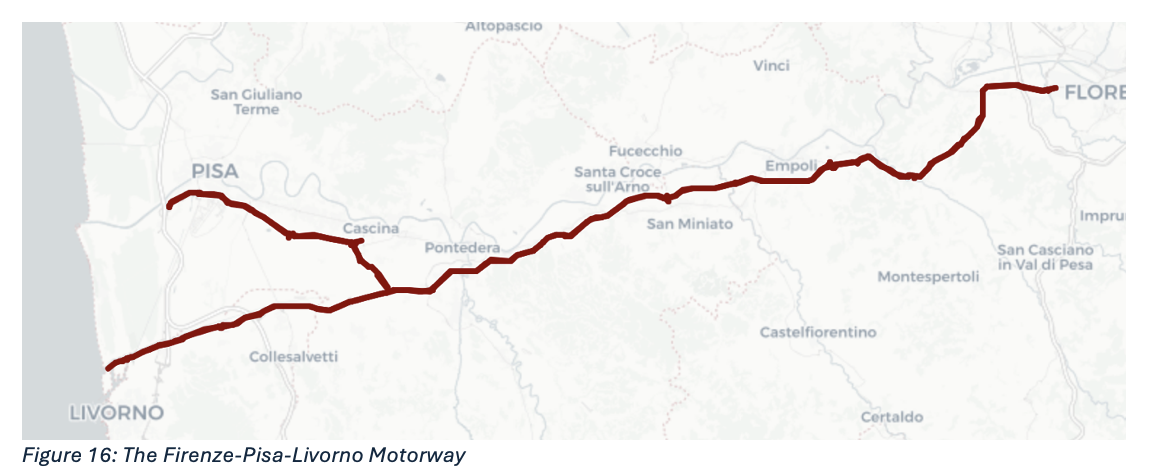 Altopascio
Vinci
FLORE
San Giuliano
Terme
Fucecchio
PISA
Santa Croce
sull'Arno
Empoli
Cascina
San Miniato
Impru
Pontedera
San Casciano
in Val di Pesa
Montespertoli
Castelfiorentino
Collesalvetti
LIVORNO
Certaldo
Figure 16: The Firenze-Pisa-Livorno Motorway